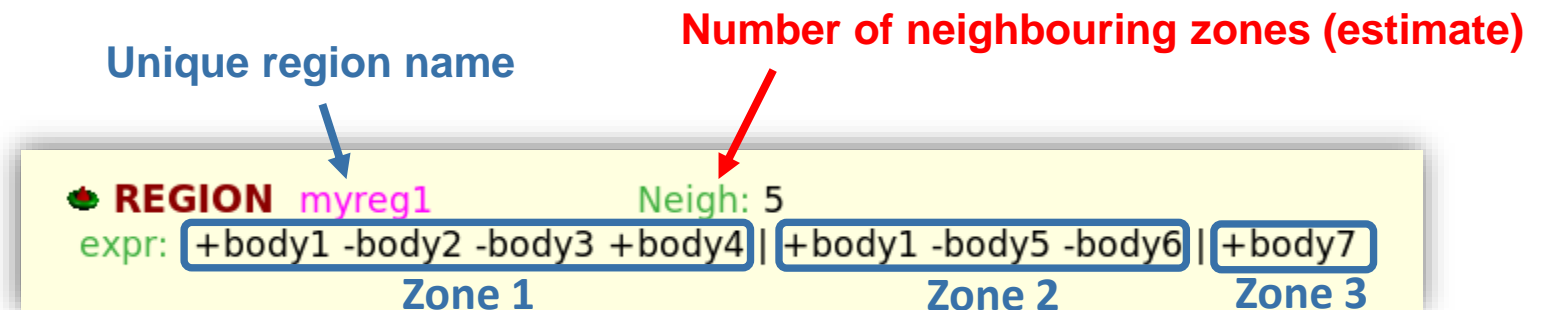 Number of neighbouring zones (estimate)
Unique region name
REGION myreg1 Neigh: 5
expr: +body1 -body2 -body3 +body4 | +body1 -body5 -body6 | +body7
Zone 1 Zone 2 Zone 3